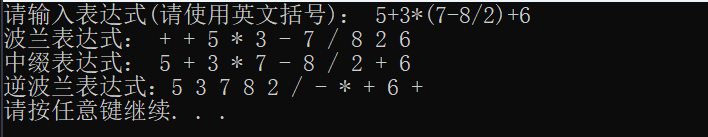 请输入表达式(请使用英文括号)： 5+3*(7-8/2)+6
波兰表达式： + + 5 * 3 - 7 / 8 2 6
中缀表达式： 5 + 3 * 7 - 8 / 2 + 6
逆波兰表达式：5 3 7 8 2 / - * + 6 +
请按任意键继续. . .